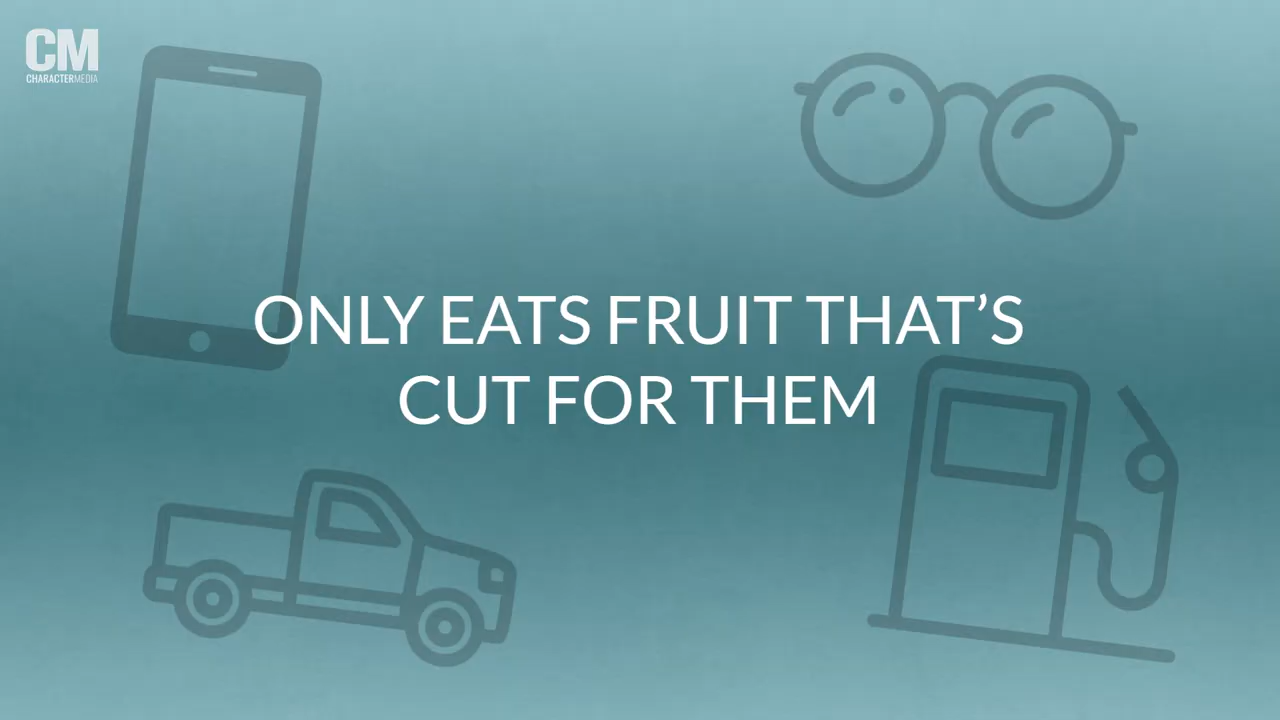 CM
CHARACTERMEDIA
ONLY EATS FRUIT THAT’S
CUT FOR THEM